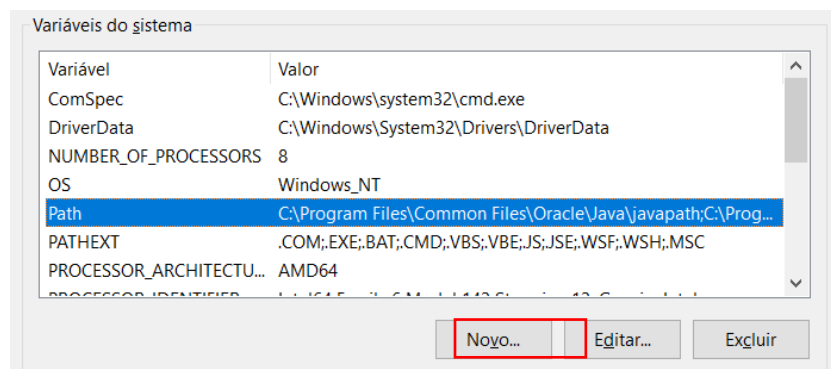 Variáveis do sistema
Variável Valor
ComSpec C:\Windows\system32\cmd.exe
DriverData C:\Windows\System32\Drivers\DriverData
NUMBER_OF_PROCESSORS 8
OS Windows_NT
Path C:\Program Files\Common Files\Oracle\Java\javapath;C:\Prog...
PATHEXT .COM;.EXE;.BAT;.CMD;.VBS;.VBE;.JS;.JSE;.WSF;.WSH;.MSC
PROCESSOR_ARCHITECTU... AMD64
Novo... Editar... Excluir